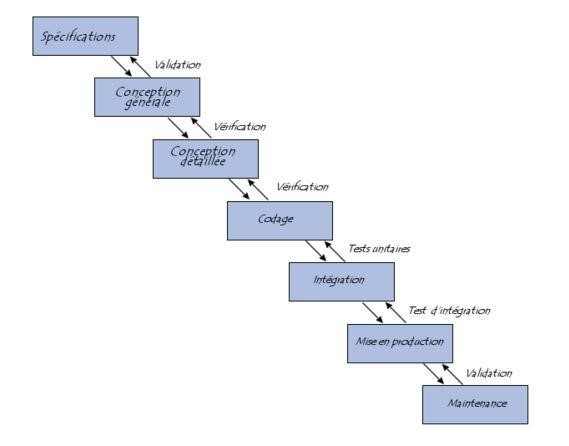 Spécifications
Validation
Conception
générale
Vérification
Conception
détaillée
Vérification
Codage
Tests unitaires
Intégration
Test d'intégration
Mise en production
Validation
Maintenance